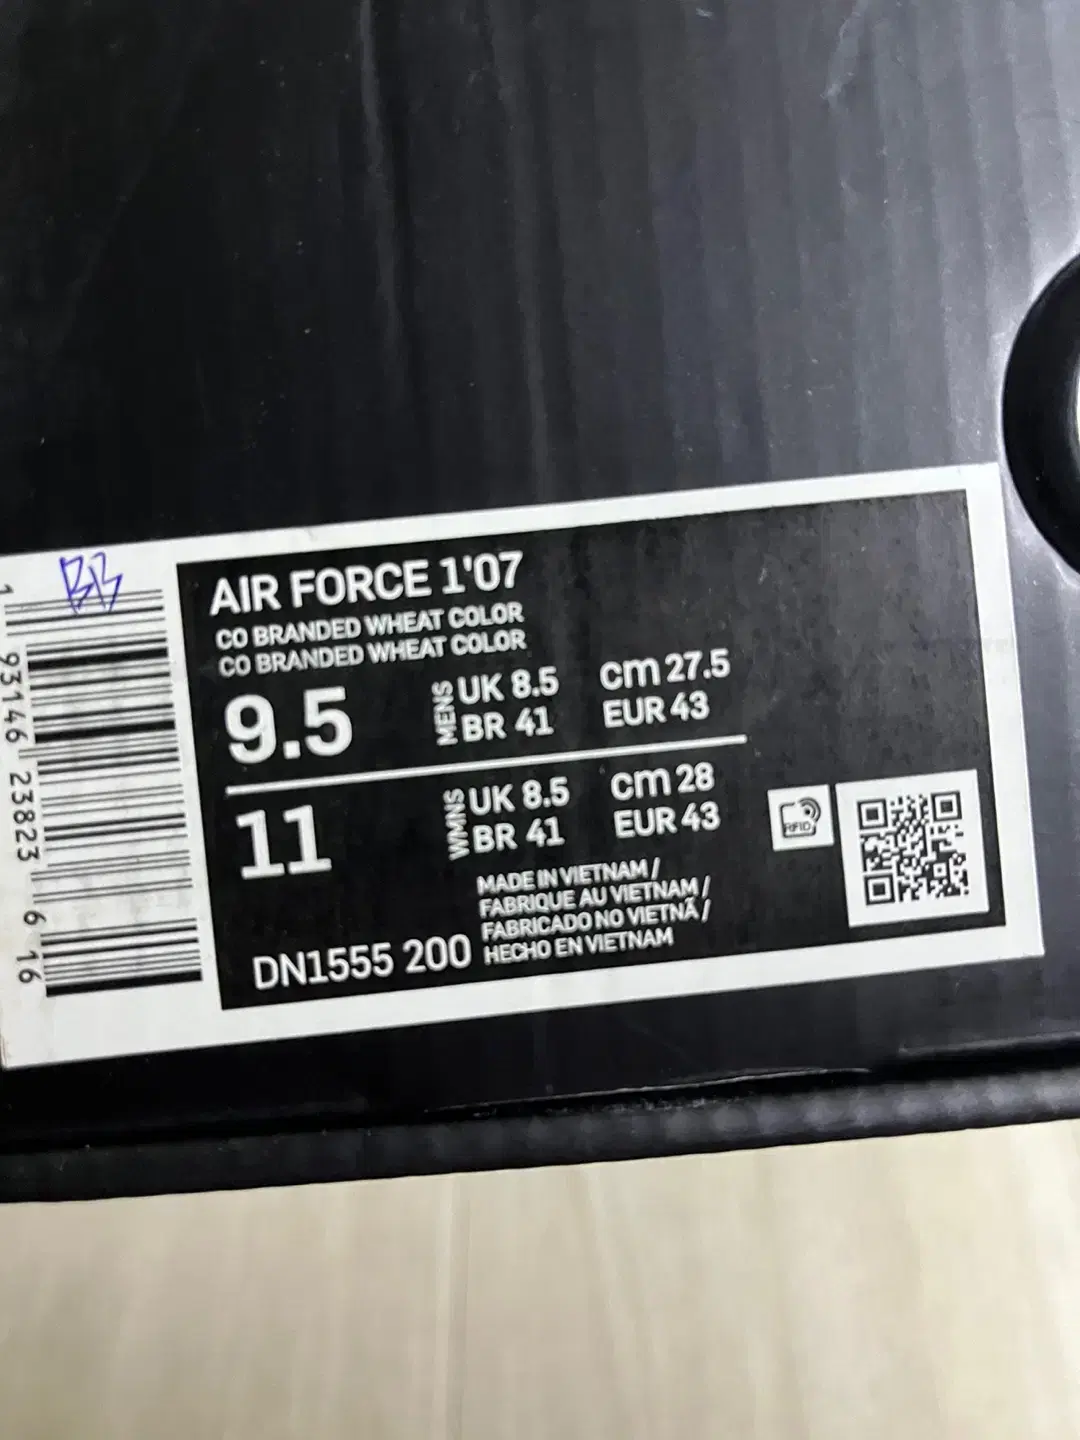 BB
1 93146 23823 6 16
AIR FORCE 1'07
CO BRANDED WHEAT COLOR
CO BRANDED WHEAT COLOR
9.5 MENS UK 8.5 cm 27.5
BR 41 EUR 43
11 WMNS UK 8.5 cm 28
BR 41 EUR 43
RFID
MADE IN VIETNAM /
FABRIQUE AU VIETNAM /
FABRICADO NO VIETNÃ /
HECHO EN VIETNAM
DN1555 200